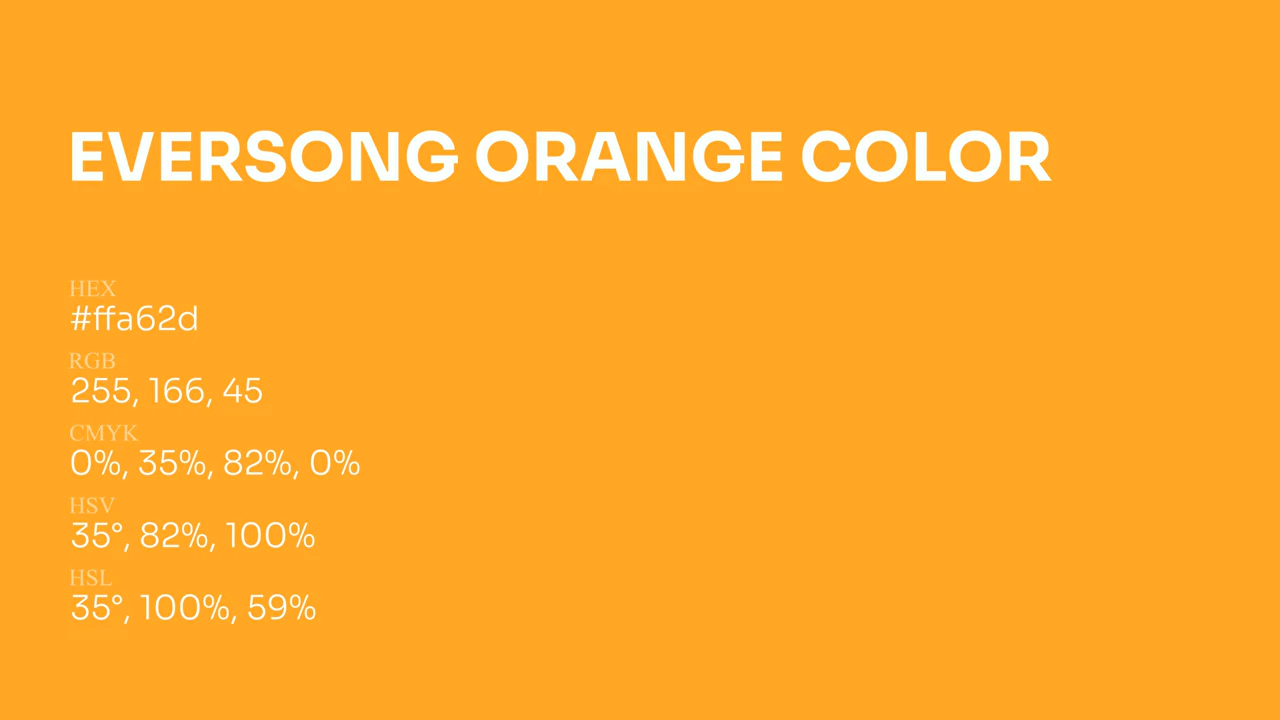 EVERSONG ORANGE COLOR
HEX
#ffa62d
RGB
255, 166, 45
CMYK
0%, 35%, 82%, 0%
HSV
35°, 82%, 100%
HSL
35°, 100%, 59%